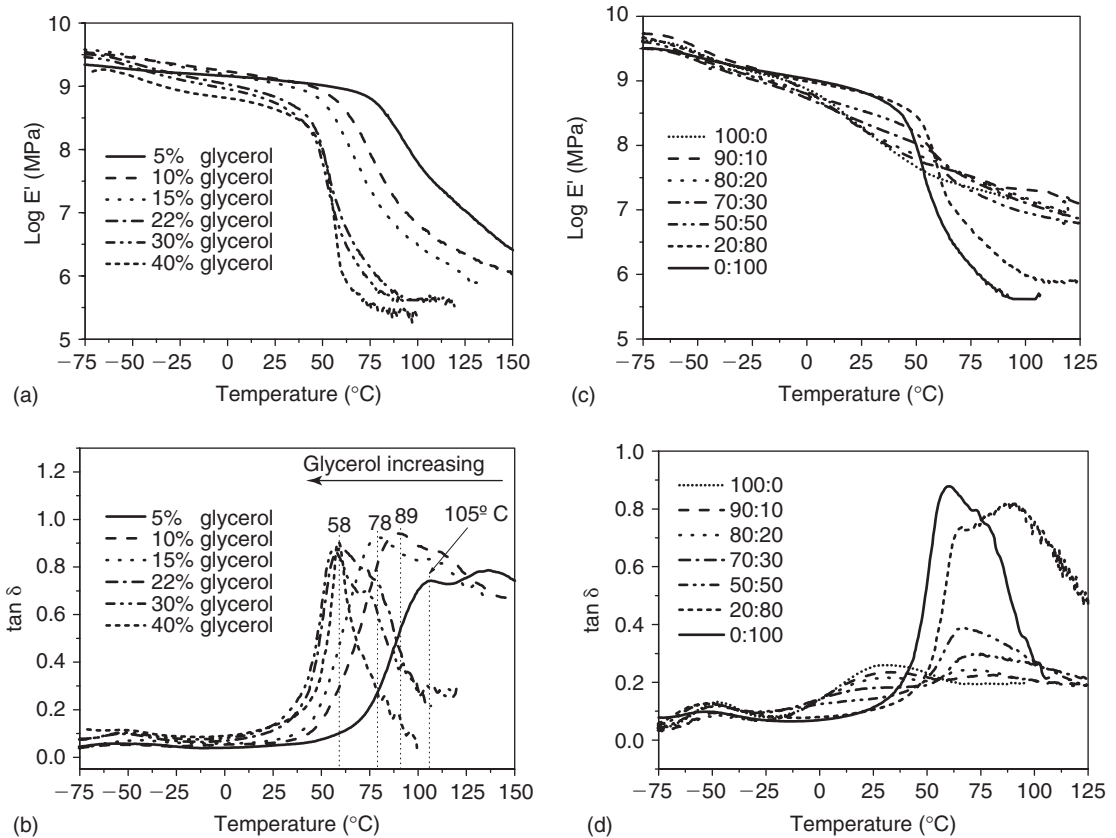 10
9
8
7
6
5
Log E' (MPa)
5% glycerol
10% glycerol
15% glycerol
22% glycerol
30% glycerol
40% glycerol
−75 −50 −25 0 25 50 75 100 125 150
Temperature (°C)
(a)
10
9
8
7
6
5
Log E' (MPa)
100:0
90:10
80:20
70:30
50:50
20:80
0:100
−75 −50 −25 0 25 50 75 100 125
Temperature (°C)
(c)
1.2
1.0
0.8
0.6
0.4
0.2
0.0
tan δ
Glycerol increasing
5% glycerol
10% glycerol
15% glycerol
22% glycerol
30% glycerol
40% glycerol
58 78 89 105º C
−75 −50 −25 0 25 50 75 100 125 150
Temperature (°C)
(b)
1.0
0.8
0.6
0.4
0.2
0.0
tan δ
100:0
90:10
80:20
70:30
50:50
20:80
0:100
−75 −50 −25 0 25 50 75 100 125
Temperature (°C)
(d)